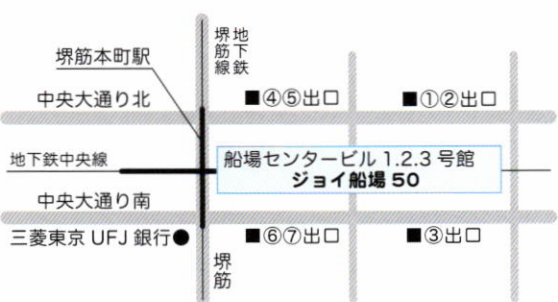 地下鉄
堺筋線
堺筋本町駅
中央大通り北
■④⑤出口
■①②出口
地下鉄中央線
船場センタービル 1.2.3 号館
ジョイ船場 50
中央大通り南
三菱東京 UFJ 銀行●
■⑥⑦出口
■③出口
堺筋